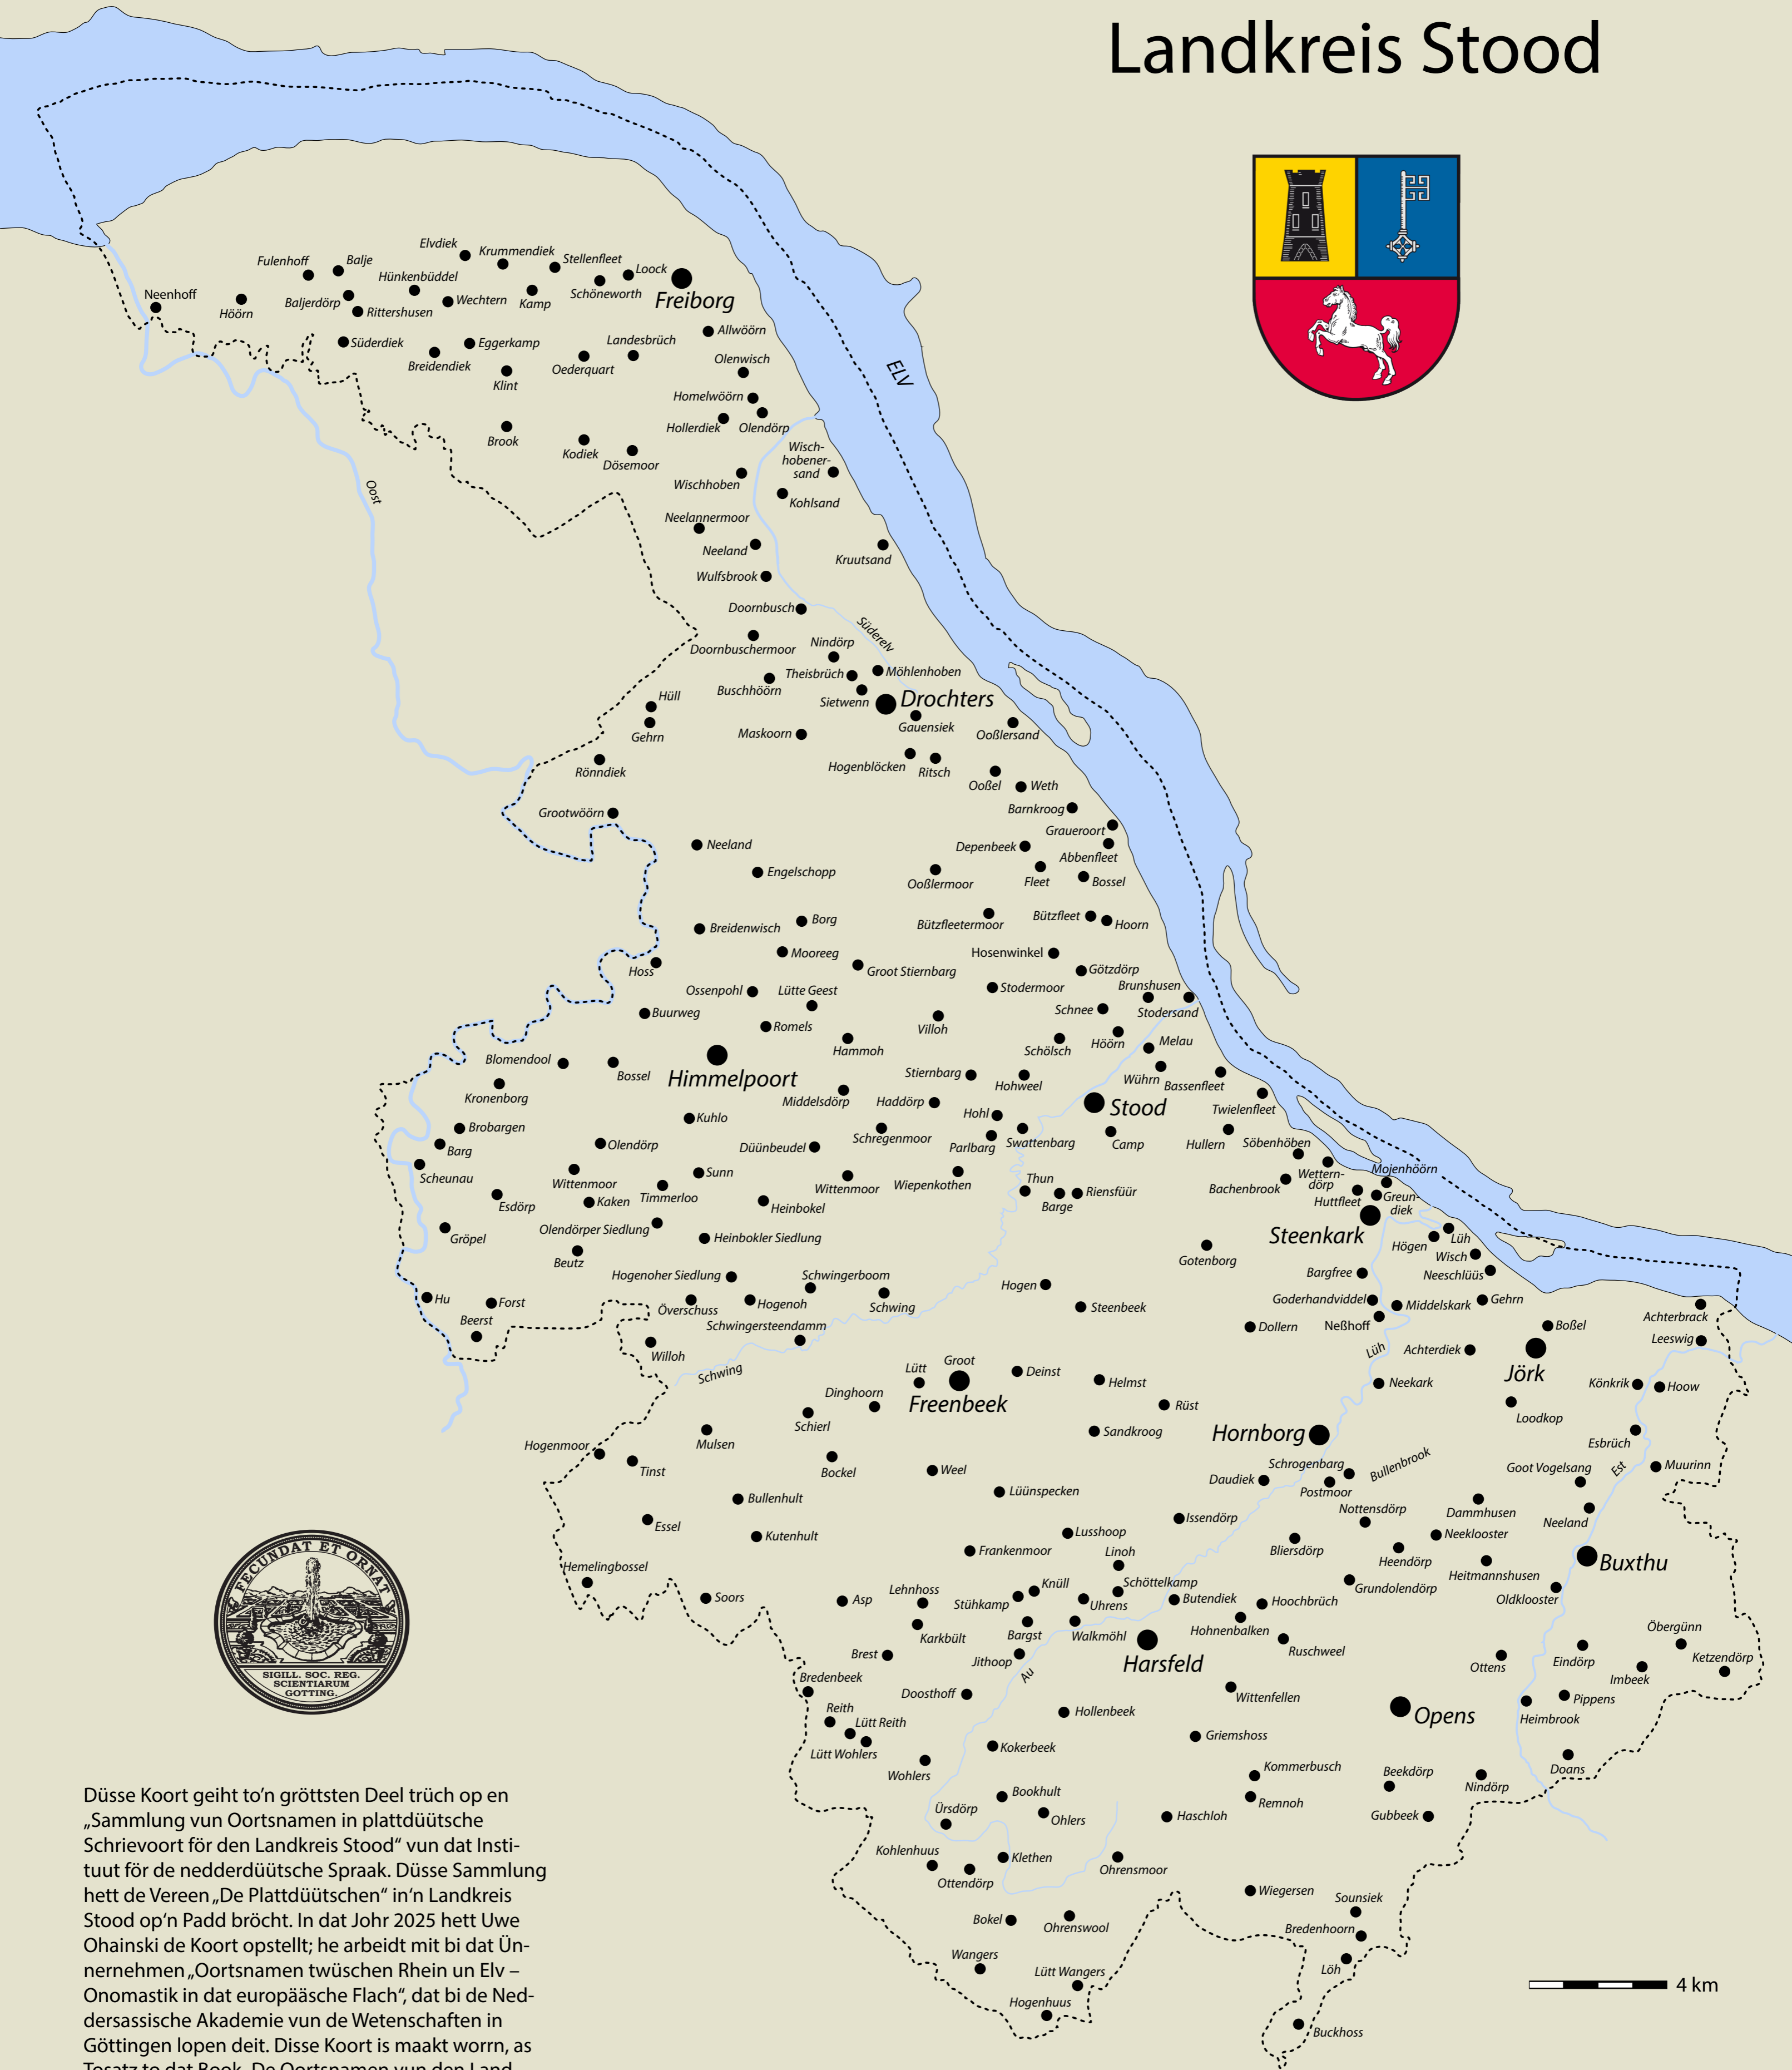 Landkreis Stood
ELV
Fulenhoff
Balje
Elvdiek
Krummendiek
Stellenfleet
Loock
Schöneworth
Freiborg
Neenhoff
Höörn
Baljerdörp
Hünkenbüddel
Rittershusen
Wechtern
Kamp
Süderdiek
Breidendiek
Eggerkamp
Klint
Oederquart
Landesbrüch
Allwöörn
Olenwisch
Homelwöörn
Hollerdiek
Olendörp
Brook
Kodiek
Dösemoor
Wisch-
hobener-
sand
Wischhoben
Kohlsand
Oost
Neelannermoor
Neeland
Kruutsand
Wulfsbrook
Doornbusch
Süderelv
Doornbuschermoor
Nindörp
Theisbrüch
Möhlenhoben
Buschhöörn
Sietwenn
Drochters
Hüll
Gehrn
Gauensiek
Ooßlersand
Maskoorn
Rönndiek
Hogenblöcken
Ritsch
Ooßel
Weth
Grootwöörn
Barnkroog
Graueroort
Neeland
Depenbeek
Abbenfleet
Engelschopp
Ooßlermoor
Fleet
Bossel
Breidenwisch
Borg
Bützfleetermoor
Bützfleet
Hoorn
Mooreeg
Hosenwinkel
Hoss
Groot Stiernbarg
Götzdörp
Ossenpohl
Lütte Geest
Stodermoor
Brunshusen
Stodersand
Buurweg
Romels
Villoh
Schnee
Hammoh
Schölsch
Höörn
Melau
Blomendool
Bossel
Himmelpoort
Stiernbarg
Hohweel
Wührn
Bassenfleet
Kronenborg
Middelsdörp
Haddörp
Hohl
Stood
Twielenfleet
Kuhlo
Brobargen
Barg
Olendörp
Düünbeudel
Schregenmoor
Parlbarg
Swattenbarg
Camp
Hullern
Söbenhöben
Scheunau
Wittenmoor
Sunn
Wittenmoor
Wiepenkothen
Thun
Wettern-
dörp
Mojenhöörn
Esdörp
Kaken
Timmerloo
Heinbokel
Barge
Riensfüür
Bachenbrook
Huttfleet
Greun-
diek
Gröpel
Olendörper Siedlung
Heinbokler Siedlung
Steenkark
Beutz
Gotenborg
Högen
Lüh
Wisch
Hogenoher Siedlung
Schwingerboom
Hogen
Bargfree
Neeschlüüs
Hu
Forst
Överschuss
Hogenoh
Schwing
Steenbeek
Goderhandviddel
Middelskark
Gehrn
Achterbrack
Beerst
Schwingersteendamm
Dollern
Neßhoff
Boßel
Leeswig
Willoh
Schwing
Lüh
Achterdiek
Jörk
Lütt
Groot
Freenbeek
Deinst
Helmst
Neekark
Könkrik
Hoow
Dinghoorn
Schierl
Rüst
Loodkop
Mulsen
Sandkroog
Hornborg
Esbrüch
Hogenmoor
Tinst
Bockel
Weel
Schrogenbarg
Bullenbrook
Goot Vogelsang
Est
Muurinn
Daudiek
Postmoor
Bullenhult
Lüünspecken
Nottensdörp
Dammhusen
Essel
Issendörp
Neeland
Kutenhult
Lusshoop
Neeklooster
Frankenmoor
Linoh
Bliersdörp
Heendörp
Buxthu
Hemelingbossel
Heitmannshusen
Schöttelkamp
Grundolendörp
Oldklooster
Soors
Asp
Lehnhoss
Knüll
Stühkamp
Uhrens
Butendiek
Hoochbrüch
Karkbült
Bargst
Walkmöhl
Hohnenbalken
Öbergünn
Brest
Jithoop
Harsfeld
Ruschweel
Ottens
Eindörp
Ketzendörp
Bredenbeek
Au
Imbeek
Doosthoff
Wittenfellen
Pippens
Reith
Hollenbeek
Opens
Heimbrook
Lütt Reith
Lütt Wohlers
Griemshoss
Kokerbeek
Wohlers
Kommerbusch
Beekdörp
Doans
Nindörp
Bookhult
Remnoh
Ürsdörp
Ohlers
Haschloh
Gubbeek
Kohlenhuus
Klethen
Ottendörp
Ohrensmoor
Wiegersen
Sounsiek
Bokel
Ohrenswool
Bredenhoorn
Wangers
Löh
Lütt Wangers
Hogenhuus
Buckhoss
4 km
FECUNDAT ET ORNAT
SIGILL. SOC. REG.
SCIENTIARUM
GOTTING.
Düsse Koort geiht to’n gröttsten Deel trüch op en
„Sammlung vun Oortsnamen in plattdüütsche
Schrievoort för den Landkreis Stood“ vun dat Insti-
tuut för de nedderdüütsche Spraak. Düsse Sammlung
hett de Vereen „De Plattdüütschen“ in‘n Landkreis
Stood op‘n Padd bröcht. In dat Johr 2025 hett Uwe
Ohainski de Koort opstellt; he arbeidt mit bi dat Ün-
nernehmen „Oortsnamen twüschen Rhein un Elv –
Onomastik in dat europääsche Flach“, dat bi de Ned-
dersassische Akademie vun de Wetenschaften in
Göttingen lopen deit. Disse Koort is maakt worrn, as
Tosatz to dat Book „De Oortsnamen vun den Land-